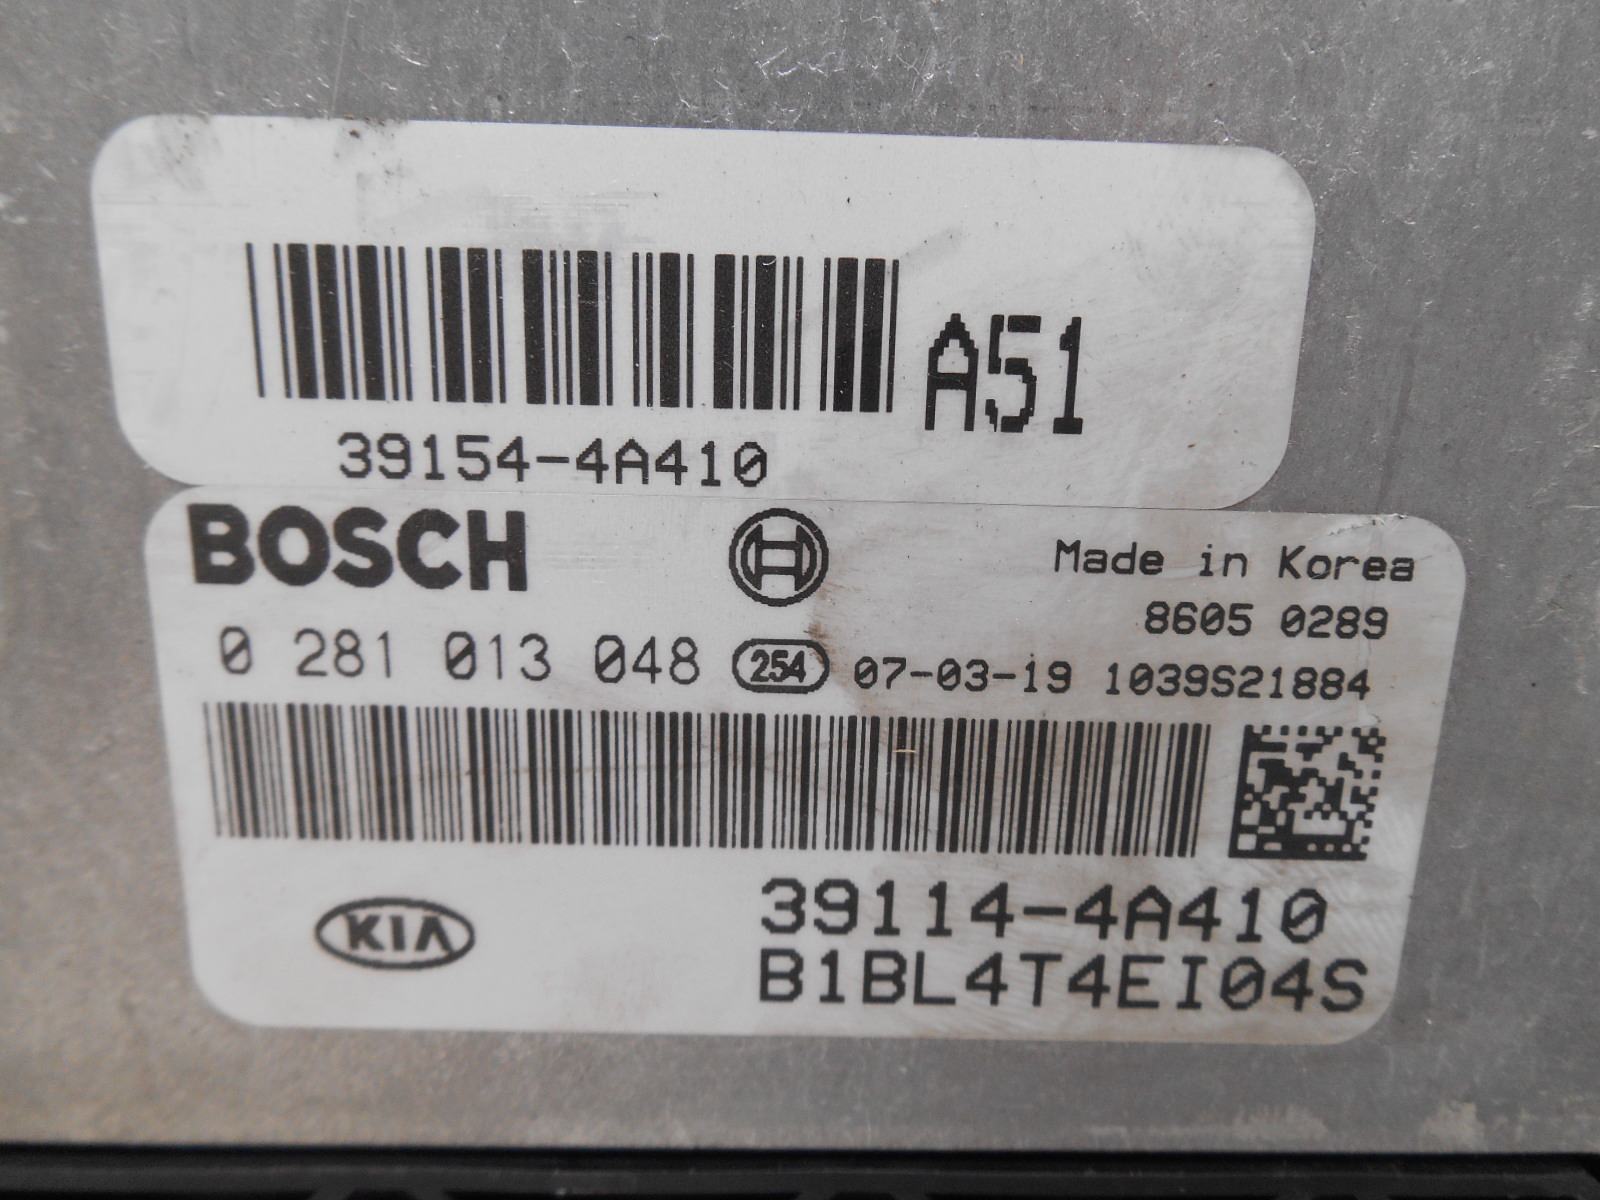 A51
39154-4A410
BOSCH
Made in Korea
8605 0289
0 281 013 048 254 07-03-19 1039S21884
KIA
39114-4A410
B1BL4T4EI04S